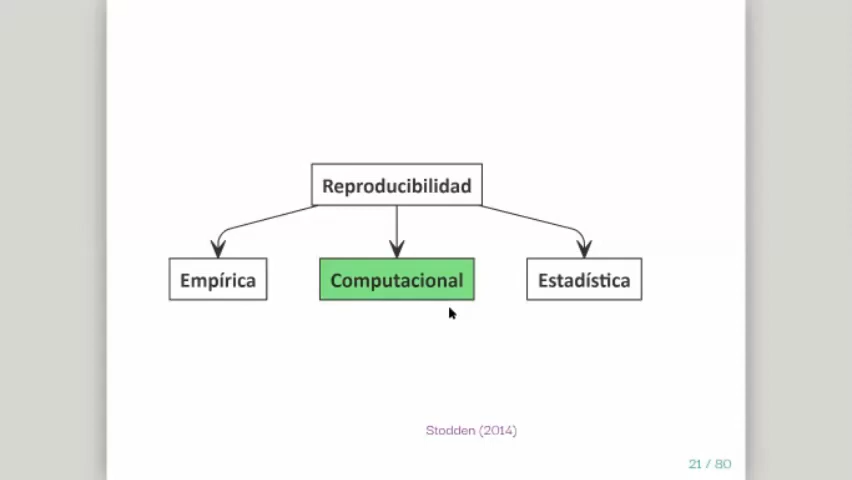 Reproducibilidad
Empírica
Computacional
Estadística
Stodden (2014)
21 / 80